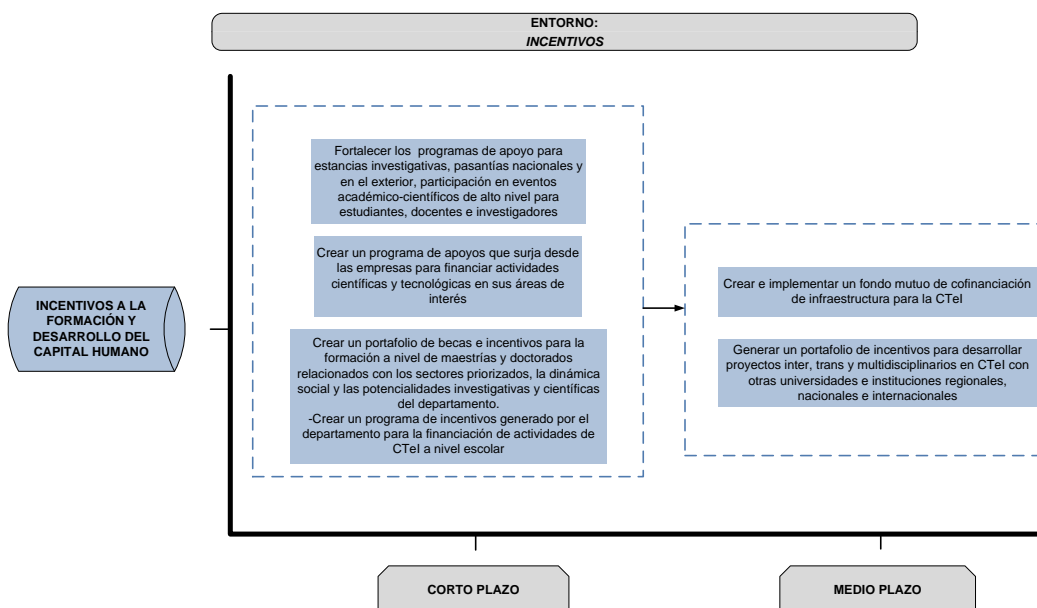 ENTORNO:
INCENTIVOS
Fortalecer los programas de apoyo para
estancias investigativas, pasantías nacionales y
en el exterior, participación en eventos
académico-científicos de alto nivel para
estudiantes, docentes e investigadores
Crear un programa de apoyos que surja desde
las empresas para financiar actividades
científicas y tecnológicas en sus áreas de
interés
Crear un portafolio de becas e incentivos para la
formación a nivel de maestrías y doctorados
relacionados con los sectores priorizados, la dinámica
social y las potencialidades investigativas y científicas
del departamento.
-Crear un programa de incentivos generado por el
departamento para la financiación de actividades de
CTeI a nivel escolar
Crear e implementar un fondo mutuo de cofinanciación
de infraestructura para la CTeI
Generar un portafolio de incentivos para desarrollar
proyectos inter, trans y multidisciplinarios en CTeI con
otras universidades e instituciones regionales,
nacionales e internacionales
INCENTIVOS A LA
FORMACIÓN Y
DESARROLLO DEL
CAPITAL HUMANO
CORTO PLAZO
MEDIO PLAZO